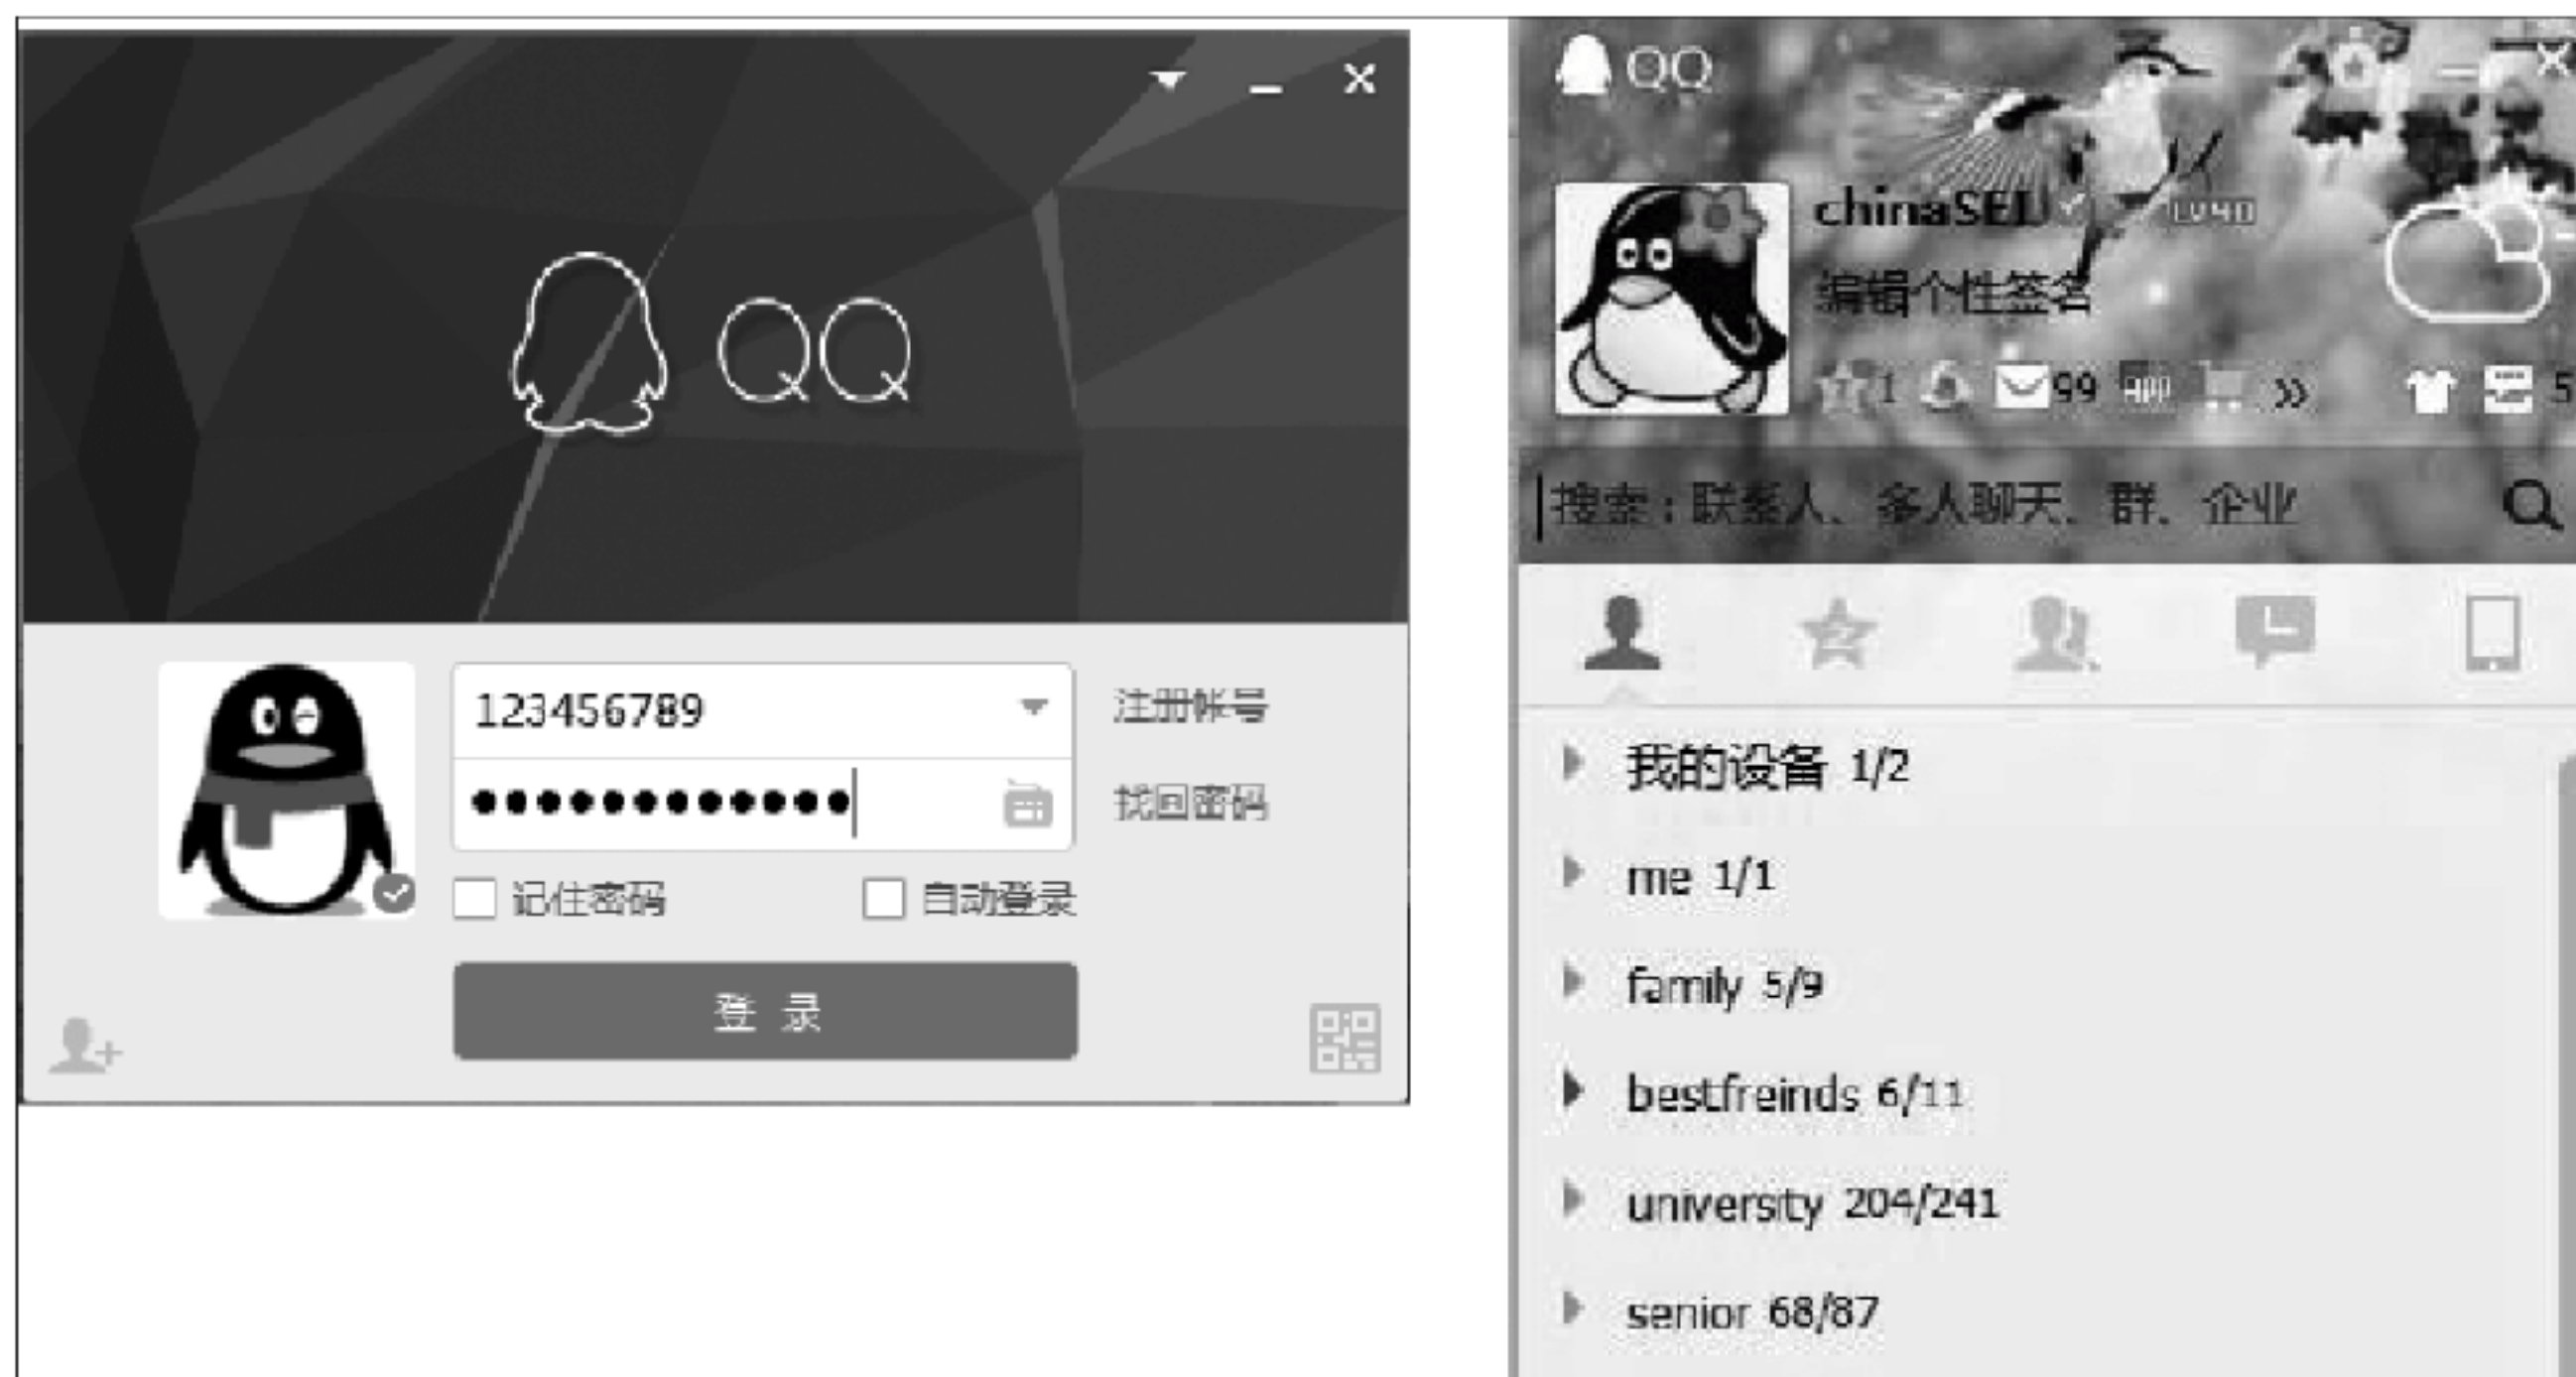 QQ
123456789
注册帐号
找回密码
记住密码
自动登录
登 录
QQ
LV40
编辑个性签名
1
99
APP
5
搜索：联系人、多人聊天、群、企业
我的设备 1/2
me 1/1
family 5/9
bestfreinds 6/11
university 204/241
senior 68/87